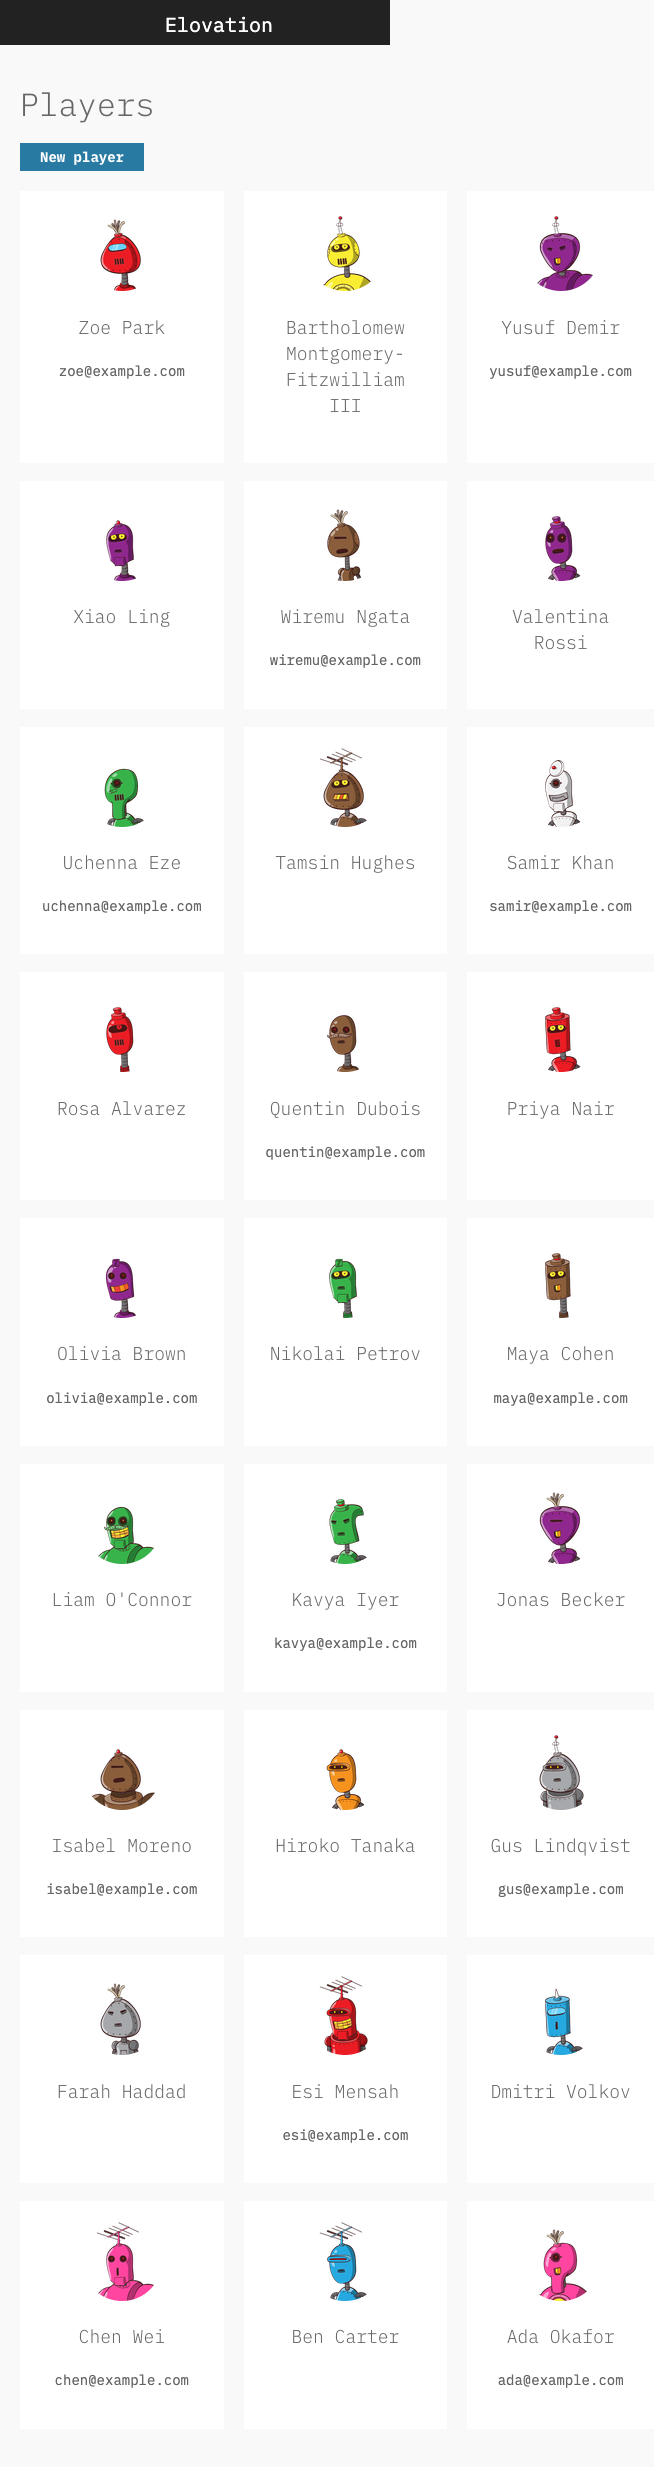 Elovation
Players
New player
Zoe Park
zoe@example.com
Bartholomew
Montgomery-
Fitzwilliam
III
Yusuf Demir
yusuf@example.com
Xiao Ling
Wiremu Ngata
wiremu@example.com
Valentina
Rossi
Uchenna Eze
uchenna@example.com
Tamsin Hughes
Samir Khan
samir@example.com
Rosa Alvarez
Quentin Dubois
quentin@example.com
Priya Nair
Olivia Brown
olivia@example.com
Nikolai Petrov
Maya Cohen
maya@example.com
Liam O'Connor
Kavya Iyer
kavya@example.com
Jonas Becker
Isabel Moreno
isabel@example.com
Hiroko Tanaka
Gus Lindqvist
gus@example.com
Farah Haddad
Esi Mensah
esi@example.com
Dmitri Volkov
Chen Wei
chen@example.com
Ben Carter
Ada Okafor
ada@example.com